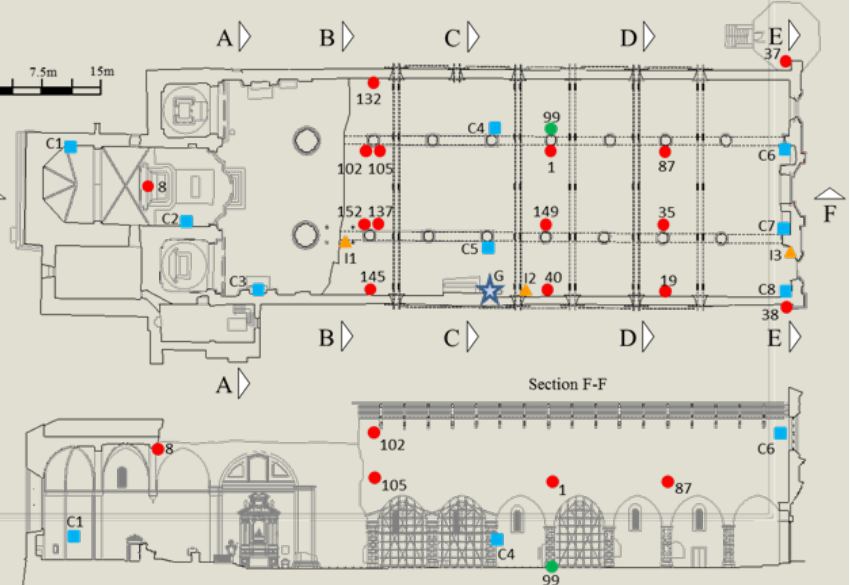 A B C D E
37
7.5m 15m
132
C4 99
C1
102 105 1 87 C6
8
F
152 137 149 35
C2 C7
C5
I1 I3
C3 G I2
145 40 19 C8
38
B C D E
A
Section F-F
102 C6
8
105 1 87
C1
C4
99